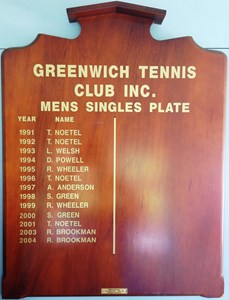 GREENWICH TENNIS
CLUB INC.
MENS SINGLES PLATE
YEAR NAME
1991 T. NOETEL
1992 T. NOETEL
1993 L. WELSH
1994 D. POWELL
1995 R. WHEELER
1996 T. NOETEL
1997 A. ANDERSON
1998 S. GREEN
1999 R. WHEELER
2000 S. GREEN
2001 T. NOETEL
2003 R. BROOKMAN
2004 R. BROOKMAN